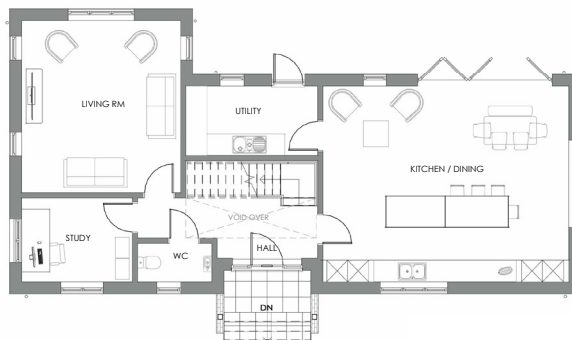 LIVING RM
UTILITY
KITCHEN / DINING
VOID OVER
STUDY
HALL
WC
DN